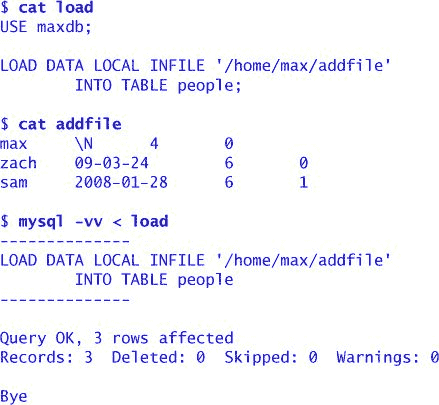 $ cat load
USE maxdb;
LOAD DATA LOCAL INFILE '/home/max/addfile'
INTO TABLE people;
$ cat addfile
max \N 4 0
zach 09-03-24 6 0
sam 2008-01-28 6 1
$ mysql -vv < load
--------------
LOAD DATA LOCAL INFILE '/home/max/addfile'
INTO TABLE people
--------------
Query OK, 3 rows affected
Records: 3 Deleted: 0 Skipped: 0 Warnings: 0
Bye